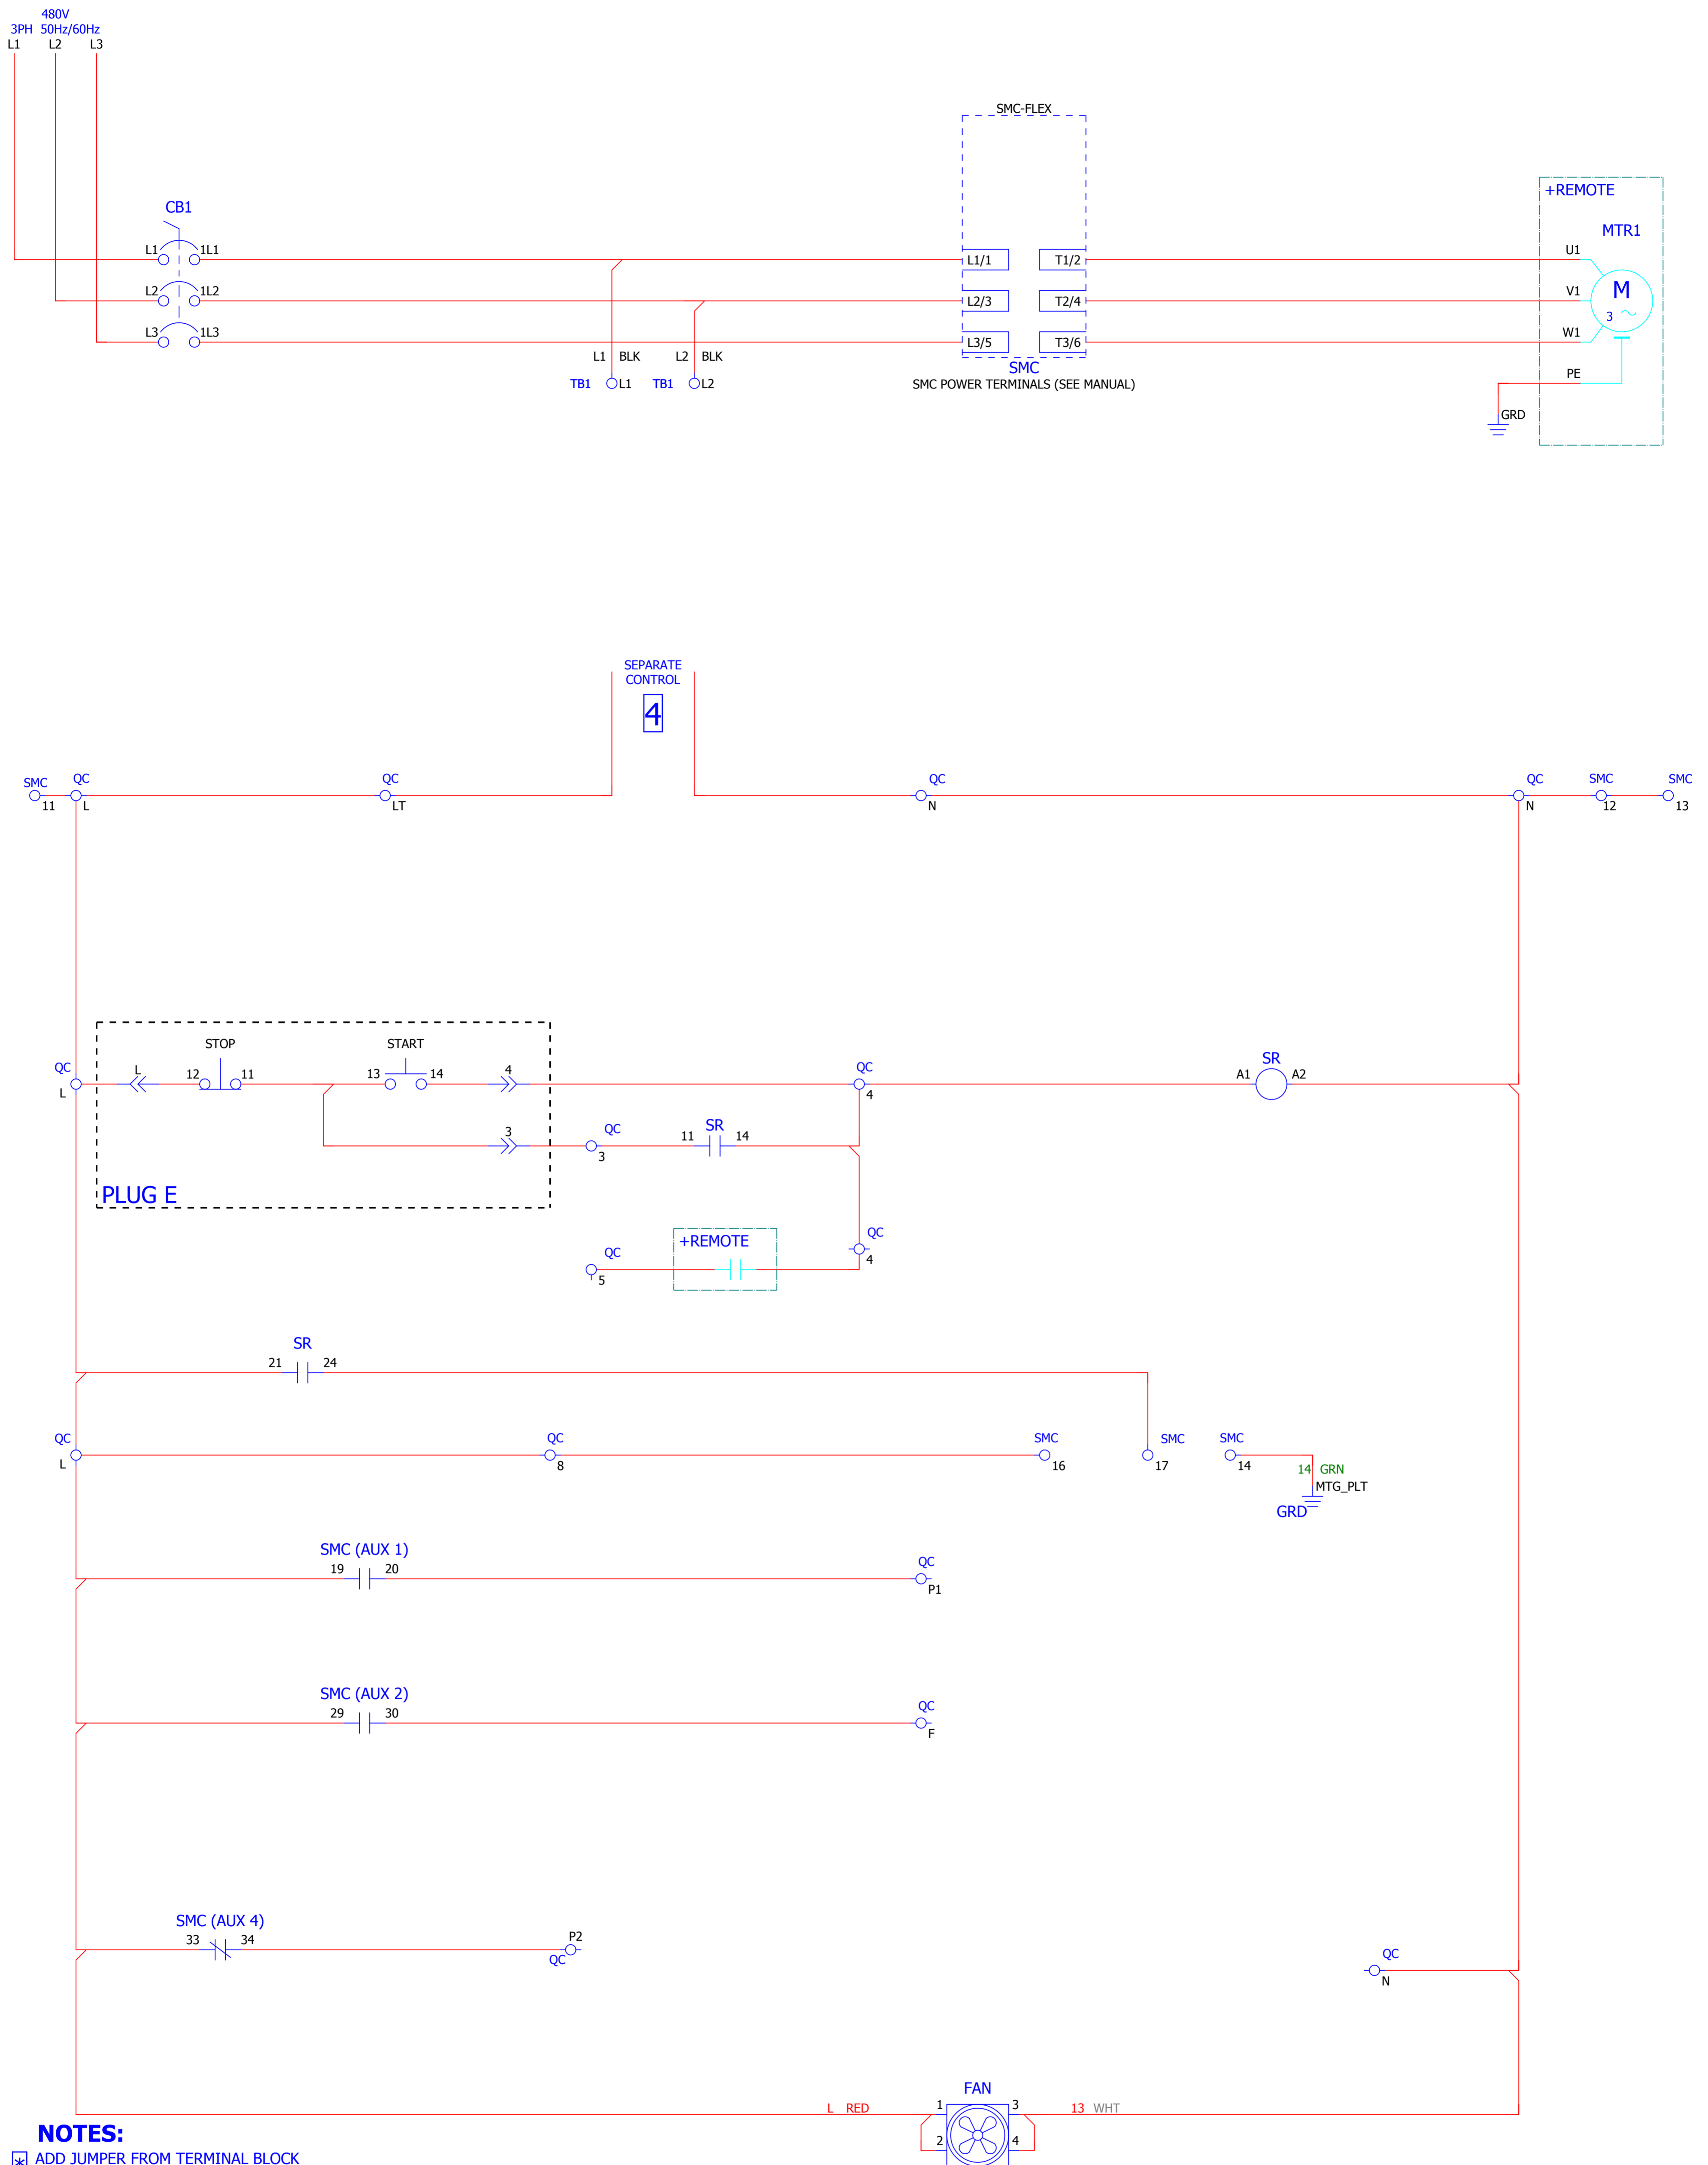 480V
3PH 50Hz/60Hz
L1 L2 L3
SMC-FLEX
+REMOTE
CB1
MTR1
L1 1L1
L1/1 T1/2
U1
L2 1L2
L2/3 T2/4
V1
M
3
L3 1L3
L3/5 T3/6
W1
L1 BLK L2 BLK
SMC
PE
TB1 L1 TB1 L2
SMC POWER TERMINALS (SEE MANUAL)
GRD
SEPARATE
CONTROL
4
SMC QC QC QC QC SMC SMC
11 L LT N N 12 13
STOP START
QC L 12 11 13 14 4 QC SR
A1 A2
L 4
3 QC 11 SR 14
3
PLUG E
+REMOTE
QC QC
5 4
SR
21 24
QC QC SMC SMC SMC
L 8 16 17 14
14 GRN
MTG_PLT
GRD
SMC (AUX 1)
19 20 QC
P1
SMC (AUX 2)
29 30 QC
F
SMC (AUX 4)
33 34 P2
QC
QC
N
FAN
L RED 1 3 13 WHT
2 4
NOTES:
* ADD JUMPER FROM TERMINAL BLOCK